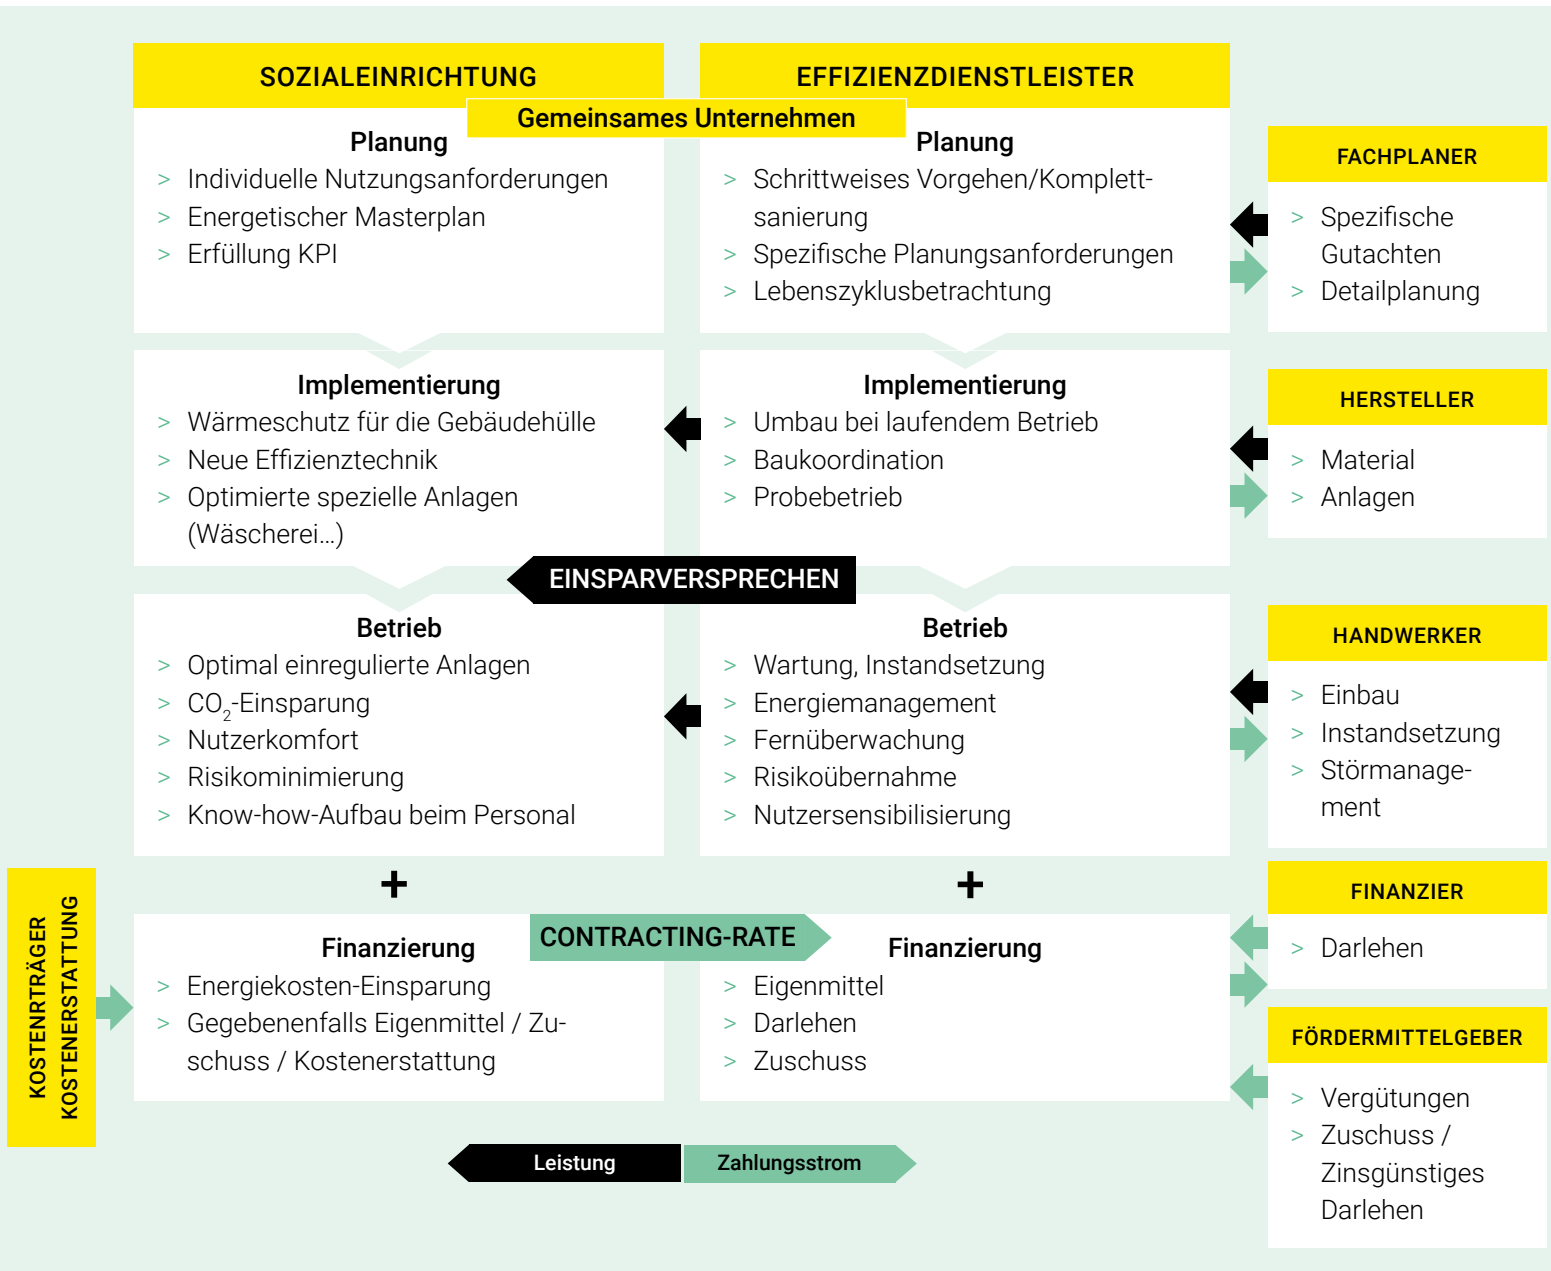 SOZIALEINRICHTUNG
EFFIZIENZDIENSTLEISTER
Gemeinsames Unternehmen
Planung
> Individuelle Nutzungsanforderungen
> Energetischer Masterplan
> Erfüllung KPI
Planung
> Schrittweises Vorgehen/Komplett-
sanierung
> Spezifische Planungsanforderungen
> Lebenszyklusbetrachtung
FACHPLANER
> Spezifische
Gutachten
> Detailplanung
Implementierung
> Wärmeschutz für die Gebäudehülle
> Neue Effizienztechnik
> Optimierte spezielle Anlagen
(Wäscherei…)
Implementierung
> Umbau bei laufendem Betrieb
> Baukoordination
> Probebetrieb
HERSTELLER
> Material
> Anlagen
EINSPARVERSPRECHEN
Betrieb
> Optimal einregulierte Anlagen
> CO₂-Einsparung
> Nutzerkomfort
> Risikominimierung
> Know-how-Aufbau beim Personal
Betrieb
> Wartung, Instandsetzung
> Energiemanagement
> Fernüberwachung
> Risikoübernahme
> Nutzersensibilisierung
HANDWERKER
> Einbau
> Instandsetzung
> Störmanage-
ment
+
+
KOSTENRTRÄGER
KOSTENERSTATTUNG
Finanzierung
> Energiekosten-Einsparung
> Gegebenenfalls Eigenmittel / Zu-
schuss / Kostenerstattung
CONTRACTING-RATE
Finanzierung
> Eigenmittel
> Darlehen
> Zuschuss
FINANZIER
> Darlehen
FÖRDERMITTELGEBER
> Vergütungen
> Zuschuss /
Zinsgünstiges
Darlehen
Leistung
Zahlungsstrom